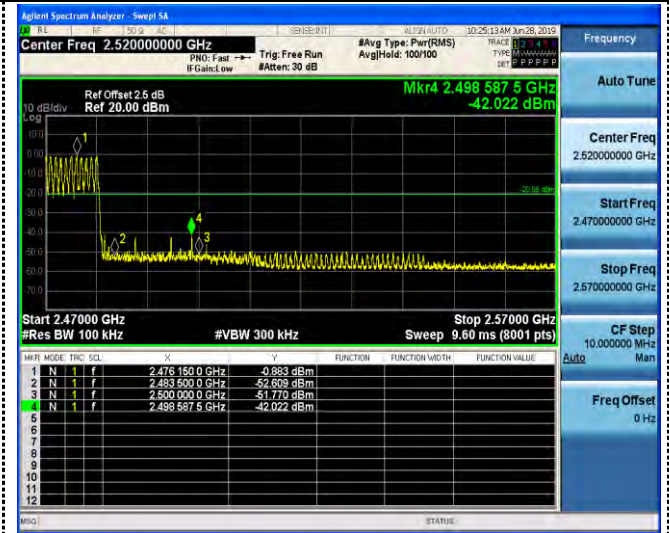 Agilent Spectrum Analyzer - Swept SA
RL RF 50 Ω AC SENSE:INT ALIGN AUTO 10:25:13 AM Jun 28, 2019
Center Freq 2.520000000 GHz
PNO: Fast
IFGain:Low
Trig: Free Run
#Atten: 30 dB
#Avg Type: Pwr(RMS)
Avg|Hold: 100/100
TRACE 1 2 3 4 5 6
TYPE M
DET P P P P P P
Ref Offset 2.5 dB
10 dB/div Ref 20.00 dBm
Log
Mkr4 2.498 587 5 GHz
-42.022 dBm
10.0
0.00
-10.0
-20.0
-30.0
-40.0
-50.0
-60.0
-70.0
1
2
3
4
-20.88 dBm
Start 2.47000 GHz Stop 2.57000 GHz
#Res BW 100 kHz #VBW 300 kHz Sweep 9.60 ms (8001 pts)
MKR MODE TRC SCL X Y FUNCTION FUNCTION WIDTH FUNCTION VALUE
1 N 1 f 2.476 150 0 GHz -0.883 dBm
2 N 1 f 2.483 500 0 GHz -52.609 dBm
3 N 1 f 2.500 000 0 GHz -51.770 dBm
4 N 1 f 2.498 587 5 GHz -42.022 dBm
5
6
7
8
9
10
11
12
MSG STATUS
Frequency
Auto Tune
Center Freq
2.520000000 GHz
Start Freq
2.470000000 GHz
Stop Freq
2.570000000 GHz
CF Step
10.000000 MHz
Auto Man
Freq Offset
0 Hz